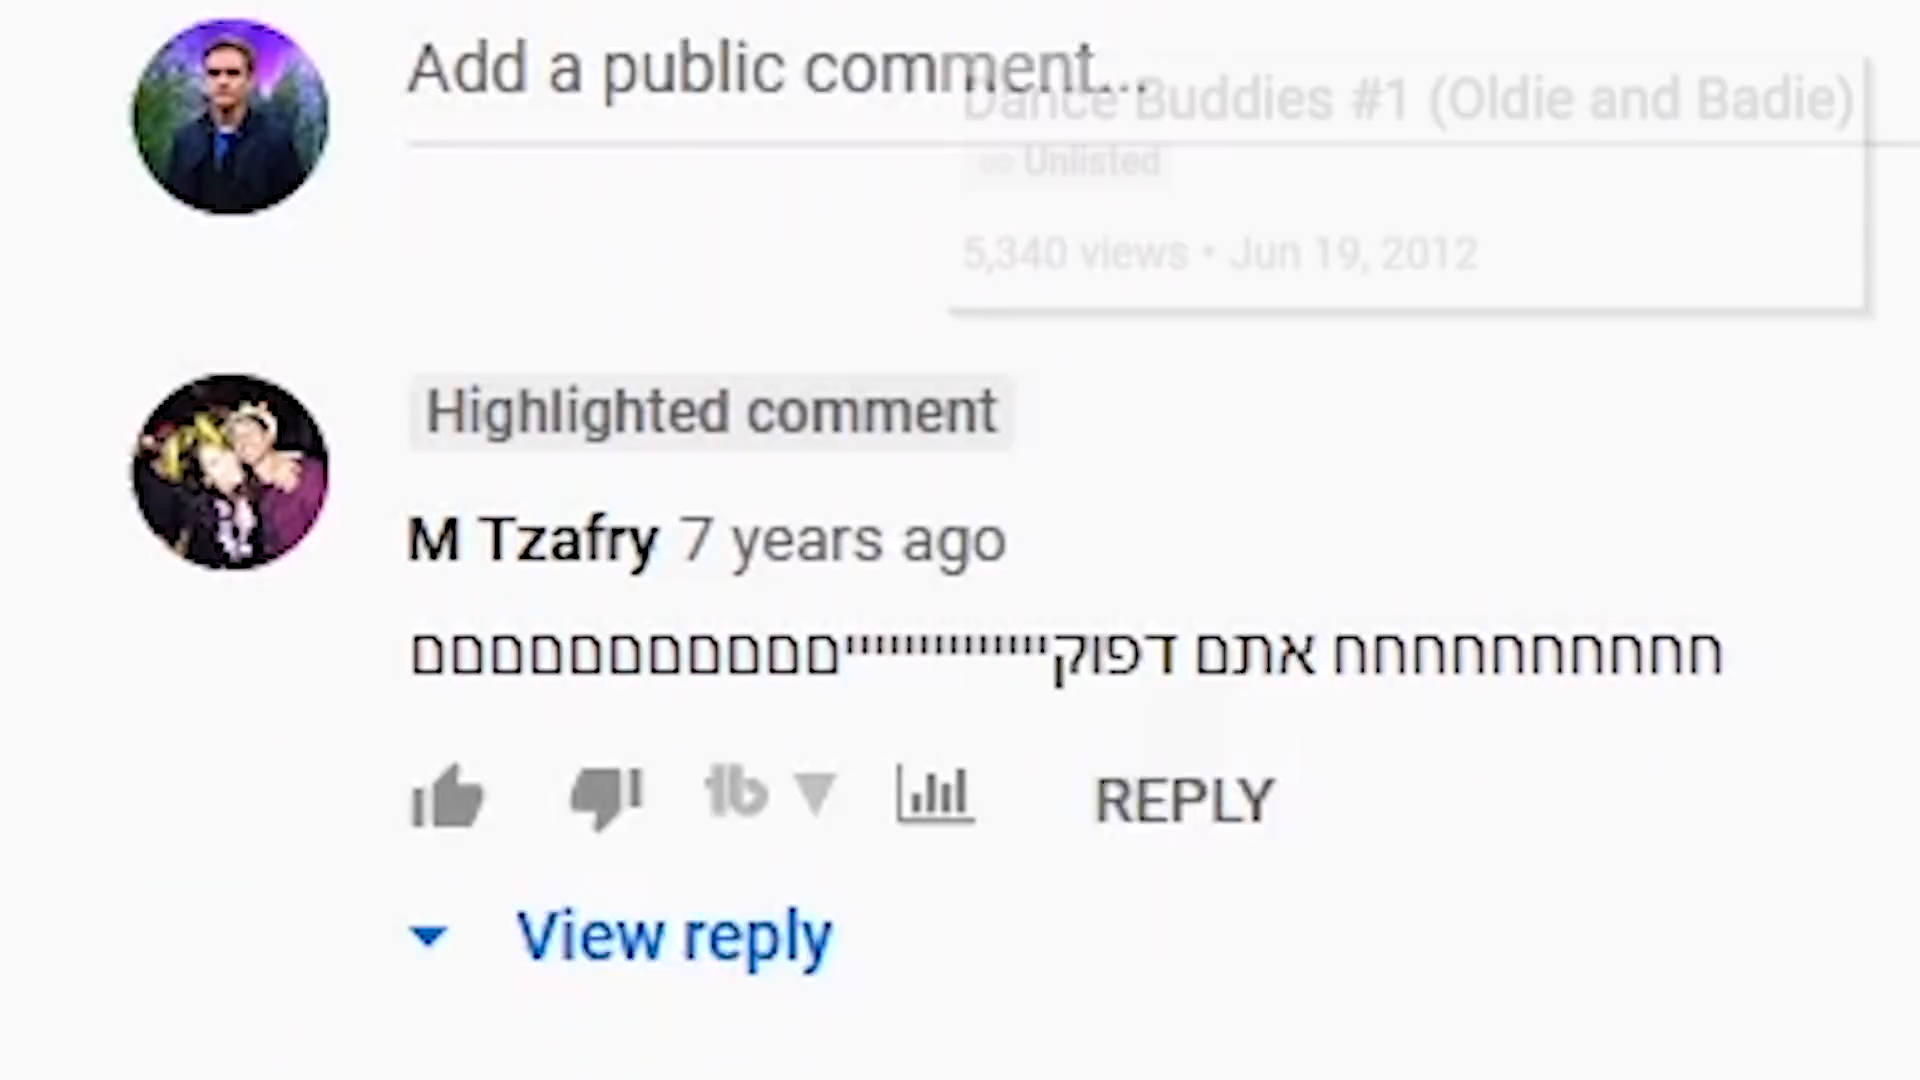 Add a public comment...
Dance Buddies #1 (Oldie and Badie)
Unlisted
5,340 views • Jun 19, 2012
Highlighted comment
M Tzafry 7 years ago
חחחחחחחחחח אתם דפוקייייייייייייייםםםםםםםםםםם
REPLY
View reply